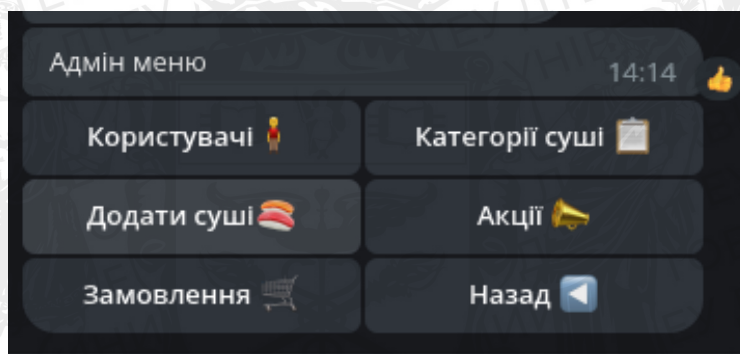 Адмін меню
14:14
Користувачі
Категорії суші
Додати суші
Акції
Замовлення
Назад